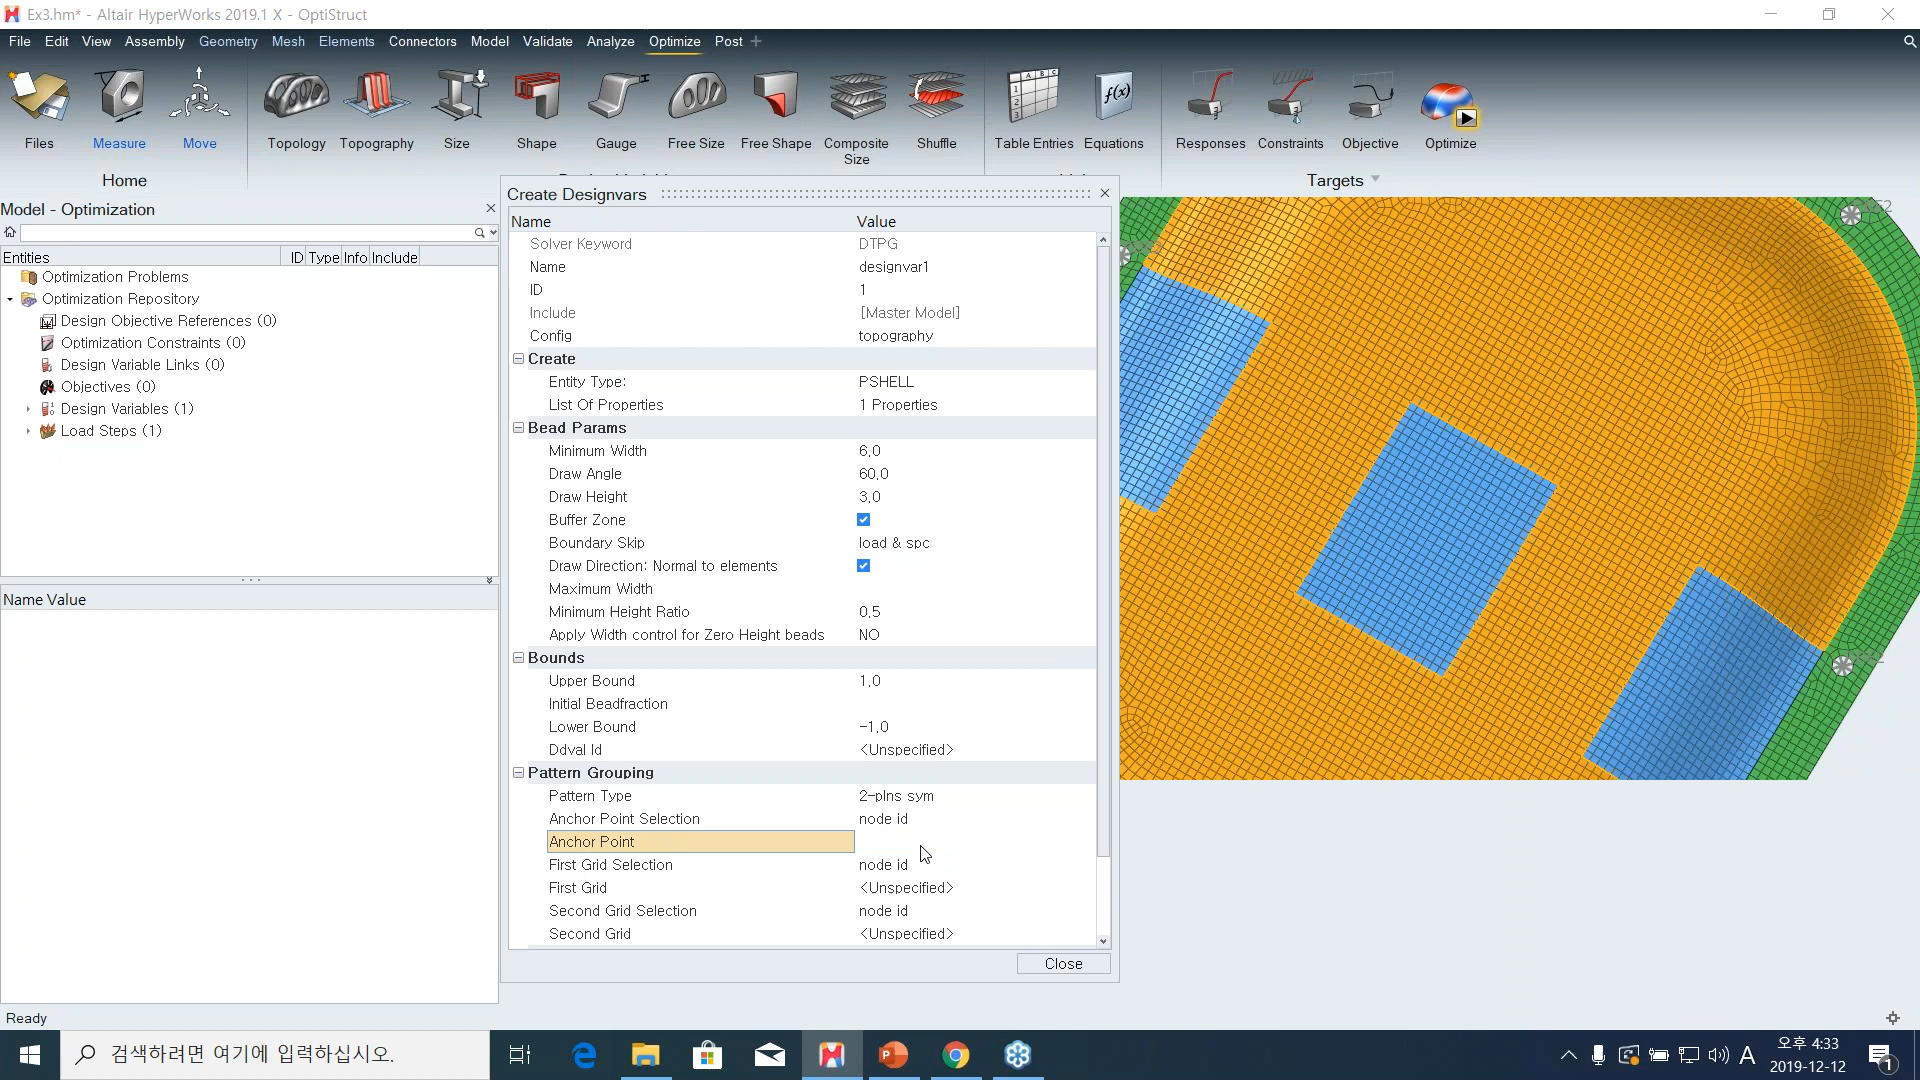 Ex3.hm* - Altair HyperWorks 2019.1 X - OptiStruct
File Edit View Assembly Geometry Mesh Elements Connectors Model Validate Analyze Optimize Post
Files Measure Move Topology Topography Size Shape Gauge Free Size Free Shape Composite Size Shuffle Table Entries Equations Responses Constraints Objective Optimize
Home Targets
Model - Optimization
Entities ID Type Info Include
Optimization Problems
Optimization Repository
Design Objective References (0)
Optimization Constraints (0)
Design Variable Links (0)
Objectives (0)
Design Variables (1)
Load Steps (1)
Name Value
Create Designvars
Name Value
Solver Keyword DTPG
Name designvar1
ID 1
Include [Master Model]
Config topography
Create
Entity Type: PSHELL
List Of Properties 1 Properties
Bead Params
Minimum Width 6,0
Draw Angle 60,0
Draw Height 3,0
Buffer Zone
Boundary Skip load & spc
Draw Direction: Normal to elements
Maximum Width
Minimum Height Ratio 0,5
Apply Width control for Zero Height beads NO
Bounds
Upper Bound 1,0
Initial Beadfraction
Lower Bound -1,0
Ddval Id <Unspecified>
Pattern Grouping
Pattern Type 2-plns sym
Anchor Point Selection node id
Anchor Point
First Grid Selection node id
First Grid <Unspecified>
Second Grid Selection node id
Second Grid <Unspecified>
Close
Ready
검색하려면 여기에 입력하십시오.
A
오후 4:33
2019-12-12
1